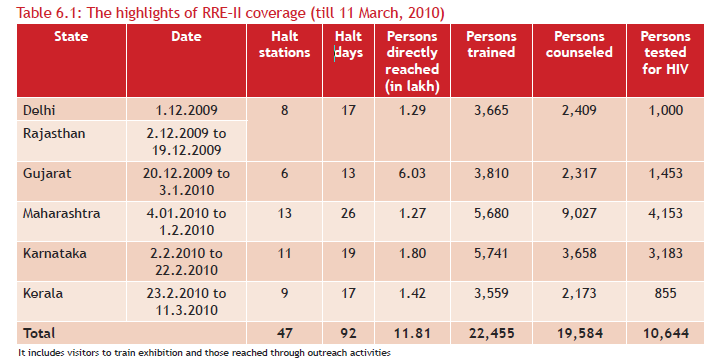 Table 6.1: The highlights of RRE-II coverage (till 11 March, 2010)
State Date Halt stations Halt days Persons directly reached (in lakh) Persons trained Persons counseled Persons tested for HIV
Delhi 1.12.2009 8 17 1.29 3,665 2,409 1,000
Rajasthan 2.12.2009 to
19.12.2009
Gujarat 20.12.2009 to 6 13 6.03 3,810 2,317 1,453
3.1.2010
Maharashtra 4.01.2010 to 13 26 1.27 5,680 9,027 4,153
1.2.2010
Karnataka 2.2.2010 to 11 19 1.80 5,741 3,658 3,183
22.2.2010
Kerala 23.2.2010 to 9 17 1.42 3,559 2,173 855
11.3.2010
Total 47 92 11.81 22,455 19,584 10,644
It includes visitors to train exhibition and those reached through outreach activities